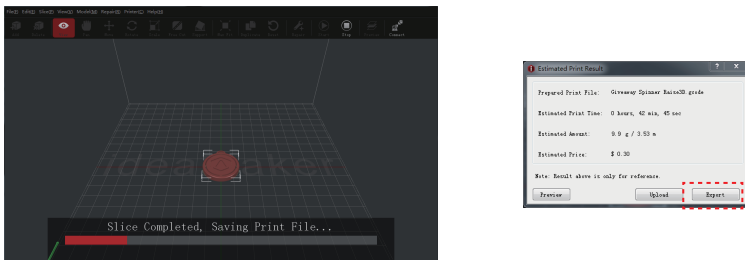 File(F) Edit(E) Slice(S) View(V) Model(M) Repair(R) Printer(C) Help(H)
Stop Connect
ideaMaker
Slice Completed, Saving Print File...
Estimated Print Result
Prepared Print File: Giveaway Spinner Raise3D.gcode
Estimated Print Time: 0 hours, 42 min, 45 sec
Estimated Amount: 9.9 g / 3.53 m
Estimated Price: $ 0.30
Note: Result above is only for reference.
Preview Upload Export